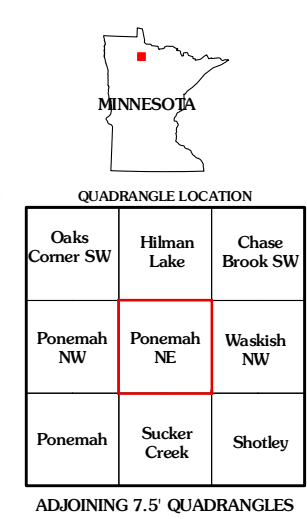 MINNESOTA
QUADRANGLE LOCATION
Oaks
Corner SW
Hilman
Lake
Chase
Brook SW
Ponemah
NW
Ponemah
NE
Waskish
NW
Ponemah
Sucker
Creek
Shotley
ADJOINING 7.5' QUADRANGLES